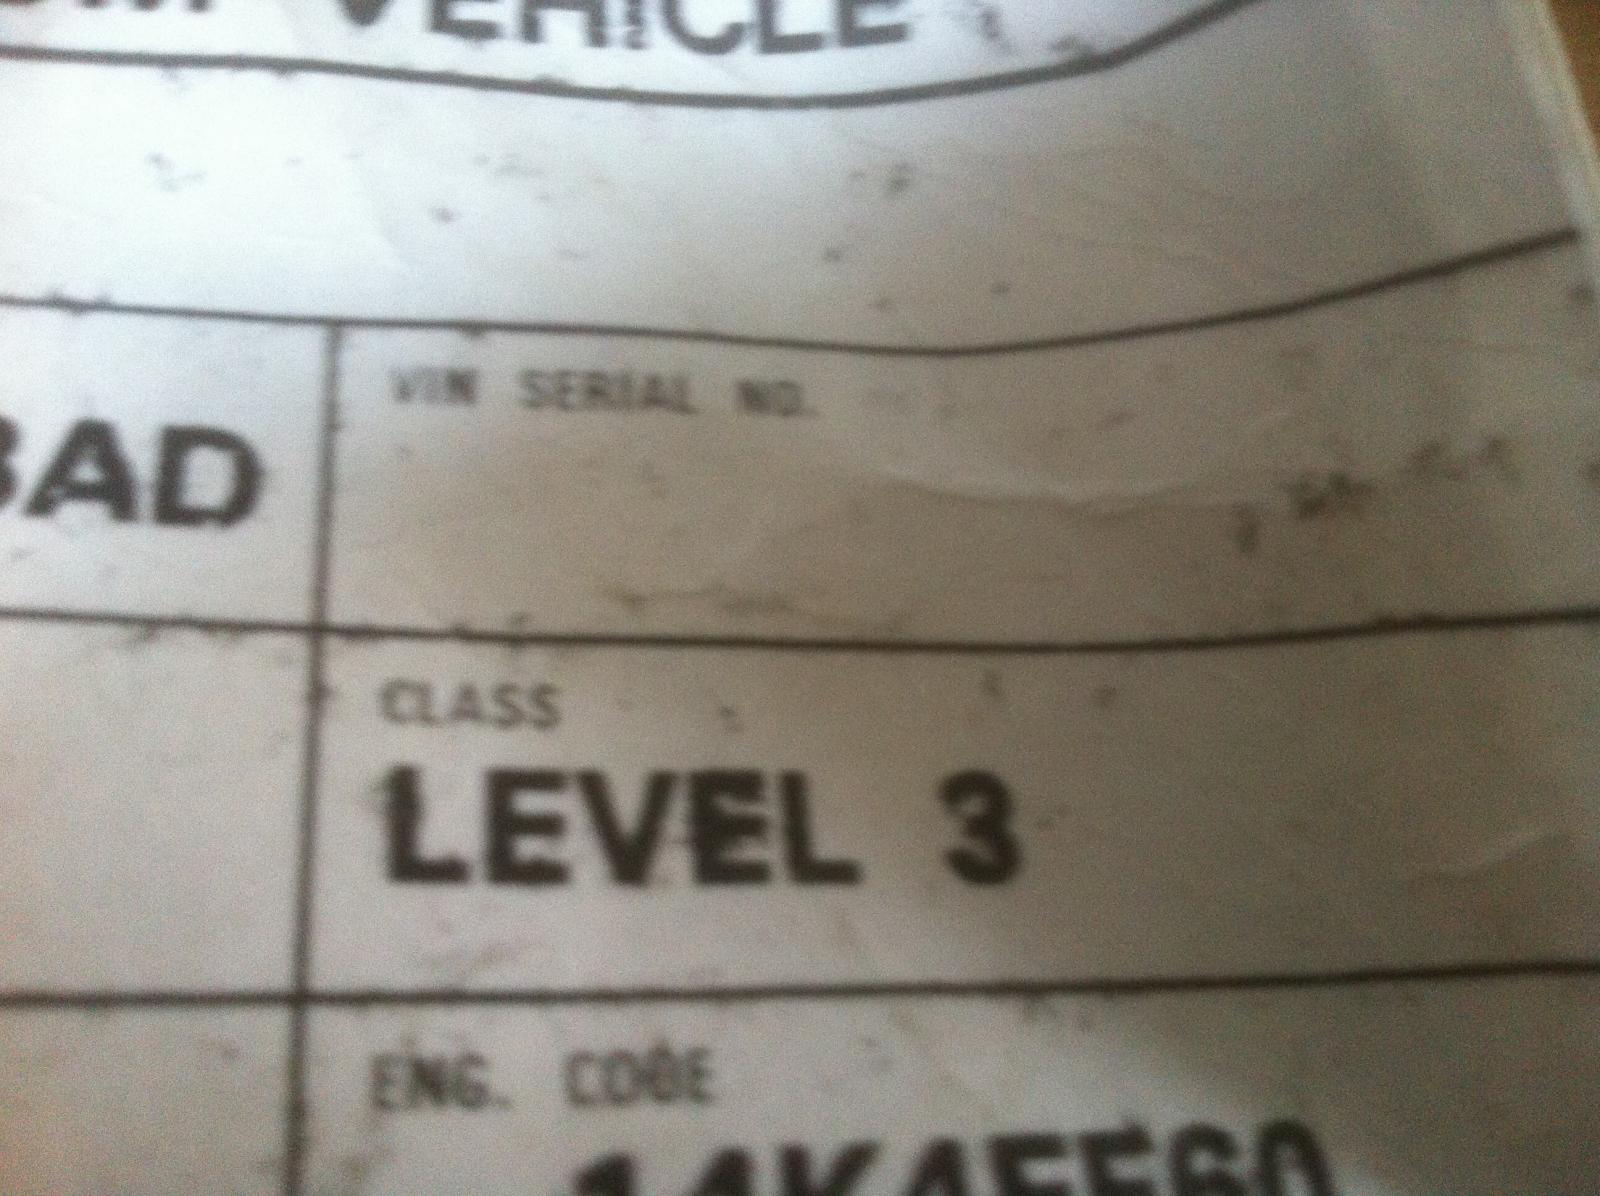 VEHICLE
BAD
VIN SERIAL NO.
CLASS
LEVEL 3
ENG. CODE